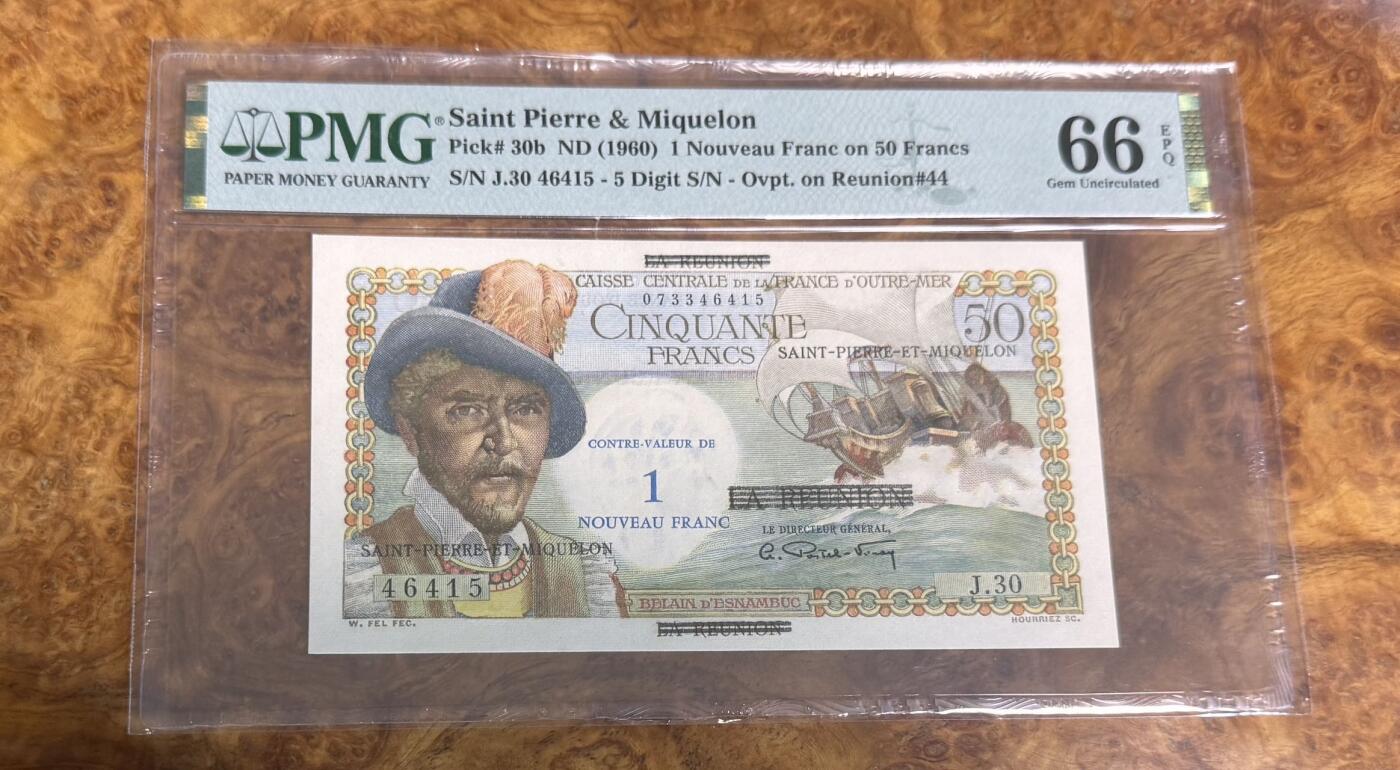 PMG®
PAPER MONEY GUARANTY
Saint Pierre & Miquelon
Pick# 30b ND (1960) 1 Nouveau Franc on 50 Francs
S/N J.30 46415 - 5 Digit S/N - Ovpt. on Reunion#44
66 EPQ
Gem Uncirculated
LA REUNION
CAISSE CENTRALE DE LA FRANCE D'OUTRE-MER
073346415
CINQUANTE
50
FRANCS
SAINT-PIERRE-ET-MIQUELON
CONTRE-VALEUR DE
1
NOUVEAU FRANC
LA REUNION
LE DIRECTEUR GÉNÉRAL,
SAINT-PIERRE-ET-MIQUELON
46415
J.30
BELAIN D'ESNAMBUC
W. FEL FEC.
HOURRIEZ SC.
LA REUNION